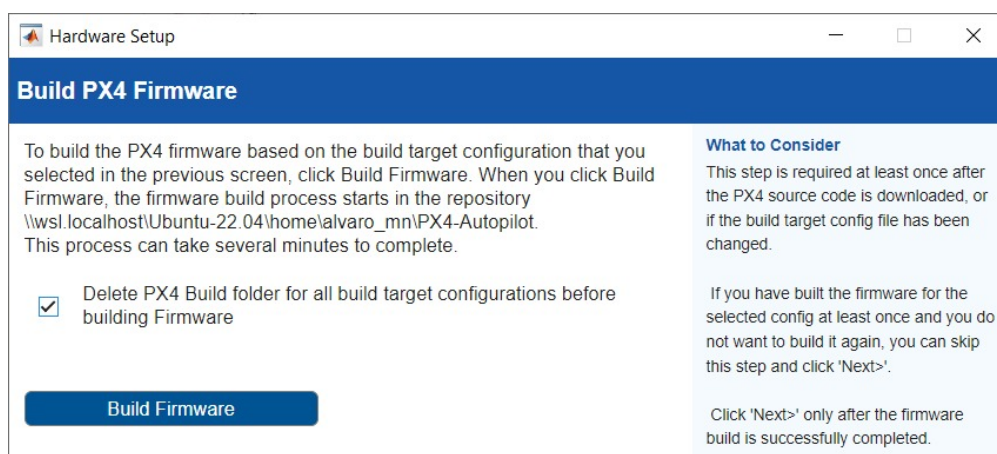 Hardware Setup
Build PX4 Firmware
To build the PX4 firmware based on the build target configuration that you
selected in the previous screen, click Build Firmware. When you click Build
Firmware, the firmware build process starts in the repository
\\wsl.localhost\Ubuntu-22.04\home\alvaro_mn\PX4-Autopilot.
This process can take several minutes to complete.
Delete PX4 Build folder for all build target configurations before
building Firmware
Build Firmware
What to Consider
This step is required at least once after
the PX4 source code is downloaded, or
if the build target config file has been
changed.
If you have built the firmware for the
selected config at least once and you do
not want to build it again, you can skip
this step and click 'Next>'.
Click 'Next>' only after the firmware
build is successfully completed.